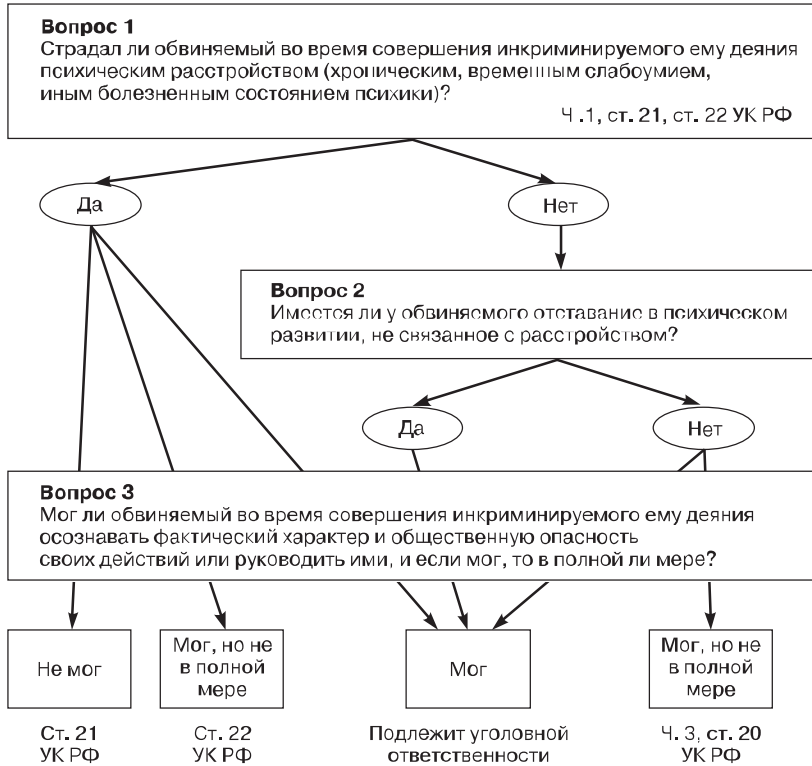 Вопрос 1
Страдал ли обвиняемый во время совершения инкриминируемого ему деяния
психическим расстройством (хроническим, временным слабоумием,
иным болезненным состоянием психики)?
Ч .1, ст. 21, ст. 22 УК РФ
Да
Нет
Вопрос 2
Имеется ли у обвиняемого отставание в психическом
развитии, не связанное с расстройством?
Да
Нет
Вопрос 3
Мог ли обвиняемый во время совершения инкриминируемого ему деяния
осознавать фактический характер и общественную опасность
своих действий или руководить ими, и если мог, то в полной ли мере?
Не мог
Мог, но не
в полной
мере
Мог
Мог, но не
в полной
мере
Ст. 21
УК РФ
Ст. 22
УК РФ
Подлежит уголовной
ответственности
Ч. 3, ст. 20
УК РФ